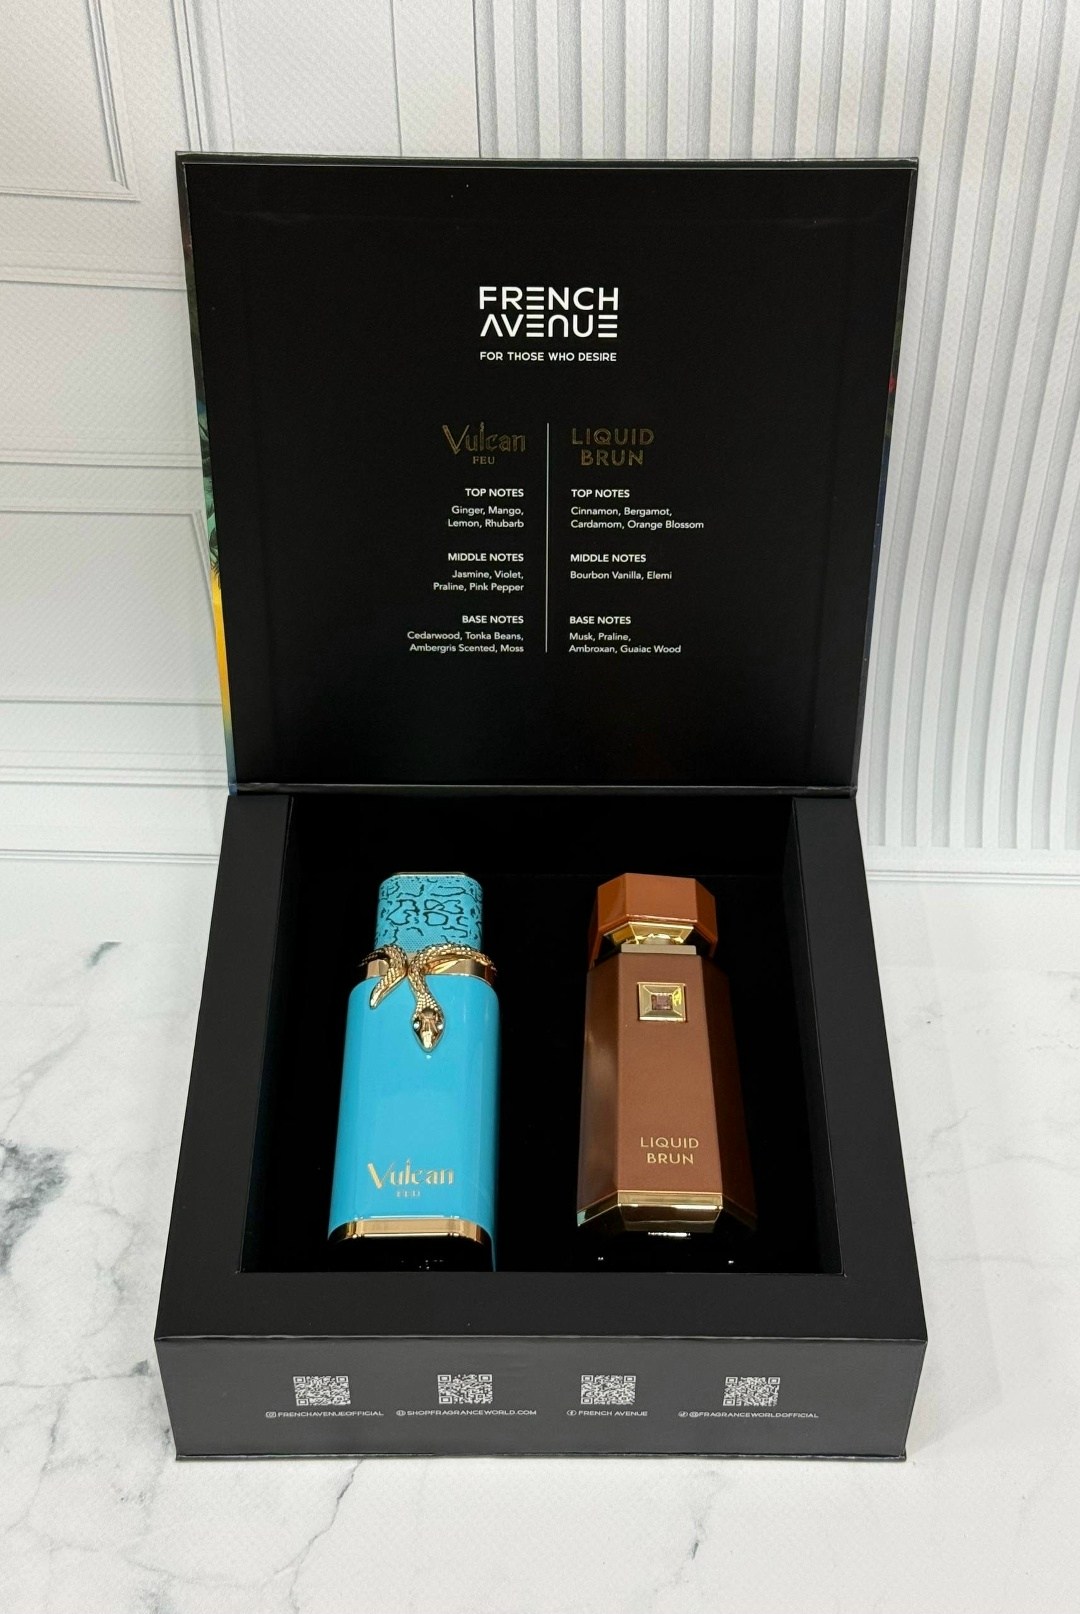 FRENCH
AVENUE
FOR THOSE WHO DESIRE
Vulcan
FEU
TOP NOTES
Ginger, Mango,
Lemon, Rhubarb
MIDDLE NOTES
Jasmine, Violet,
Praline, Pink Pepper
BASE NOTES
Cedarwood, Tonka Beans,
Ambergris Scented, Moss
LIQUID
BRUN
TOP NOTES
Cinnamon, Bergamot,
Cardamom, Orange Blossom
MIDDLE NOTES
Bourbon Vanilla, Elemi
BASE NOTES
Musk, Praline,
Ambroxan, Guaiac Wood
Vulcan
FEU
LIQUID
BRUN
FRENCHAVENUEOFFICIAL
SHOPFRAGRANCEWORLD.COM
FRENCH AVENUE
@FRAGRANCEWORLDOFFICIAL